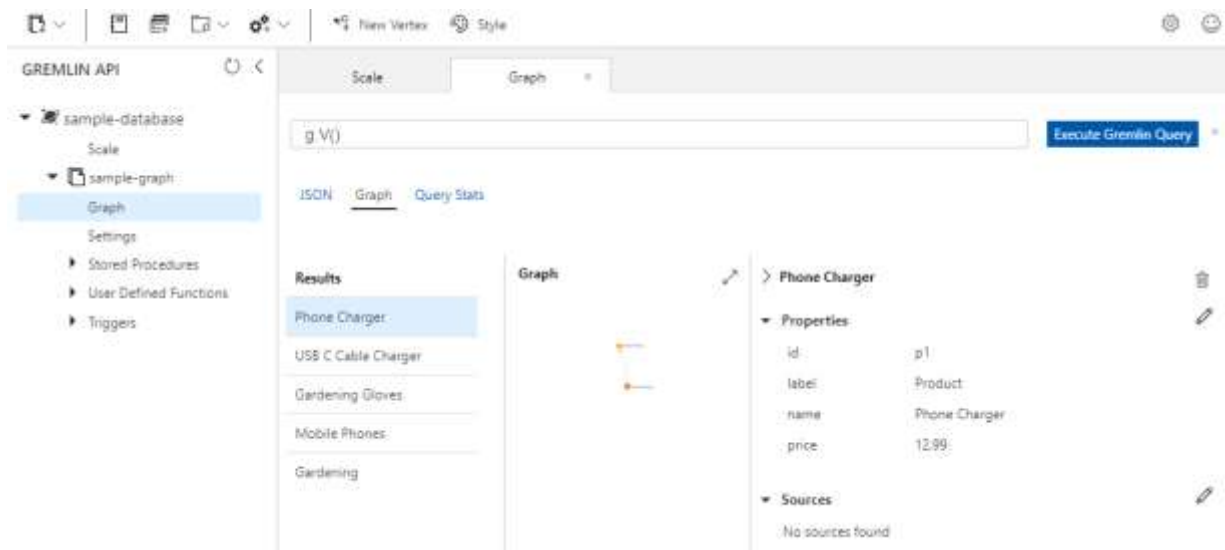 New Vertex Style
GREMLIN API
Scale
Graph
sample-database
Scale
sample-graph
Graph
Settings
Stored Procedures
User Defined Functions
Triggers
g.V()
Execute Gremlin Query
JSON Graph Query Stats
Results
Phone Charger
USB C Cable Charger
Gardening Gloves
Mobile Phones
Gardening
Graph
Phone Charger
Properties
id p1
label Product
name Phone Charger
price 12.99
Sources
No sources found